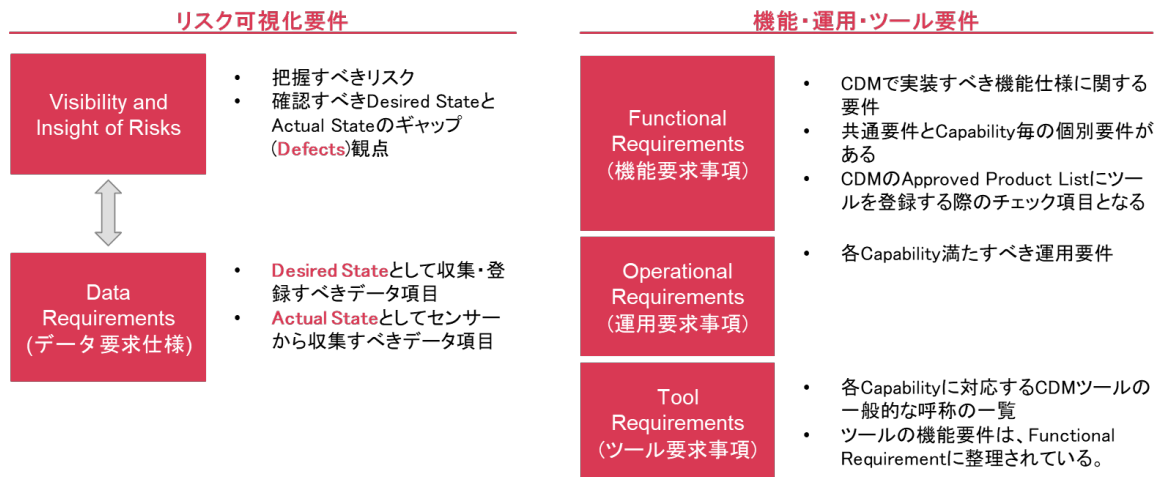 リスク可視化要件
Visibility and
Insight of Risks
• 把握すべきリスク
• 確認すべきDesired Stateと
Actual Stateのギャップ
(Defects)観点
Data
Requirements
(データ要求仕様)
• Desired Stateとして収集・登
録すべきデータ項目
• Actual Stateとしてセンサー
から収集すべきデータ項目
機能・運用・ツール要件
Functional
Requirements
(機能要求事項)
• CDMで実装すべき機能仕様に関する
要件
• 共通要件とCapability毎の個別要件が
ある
• CDMのApproved Product Listにツー
ルを登録する際のチェック項目となる
Operational
Requirements
(運用要求事項)
• 各Capability満たすべき運用要件
Tool
Requirements
(ツール要求事項)
• 各Capabilityに対応するCDMツールの
一般的な呼称の一覧
• ツールの機能要件は、Functional
Requirementに整理されている。